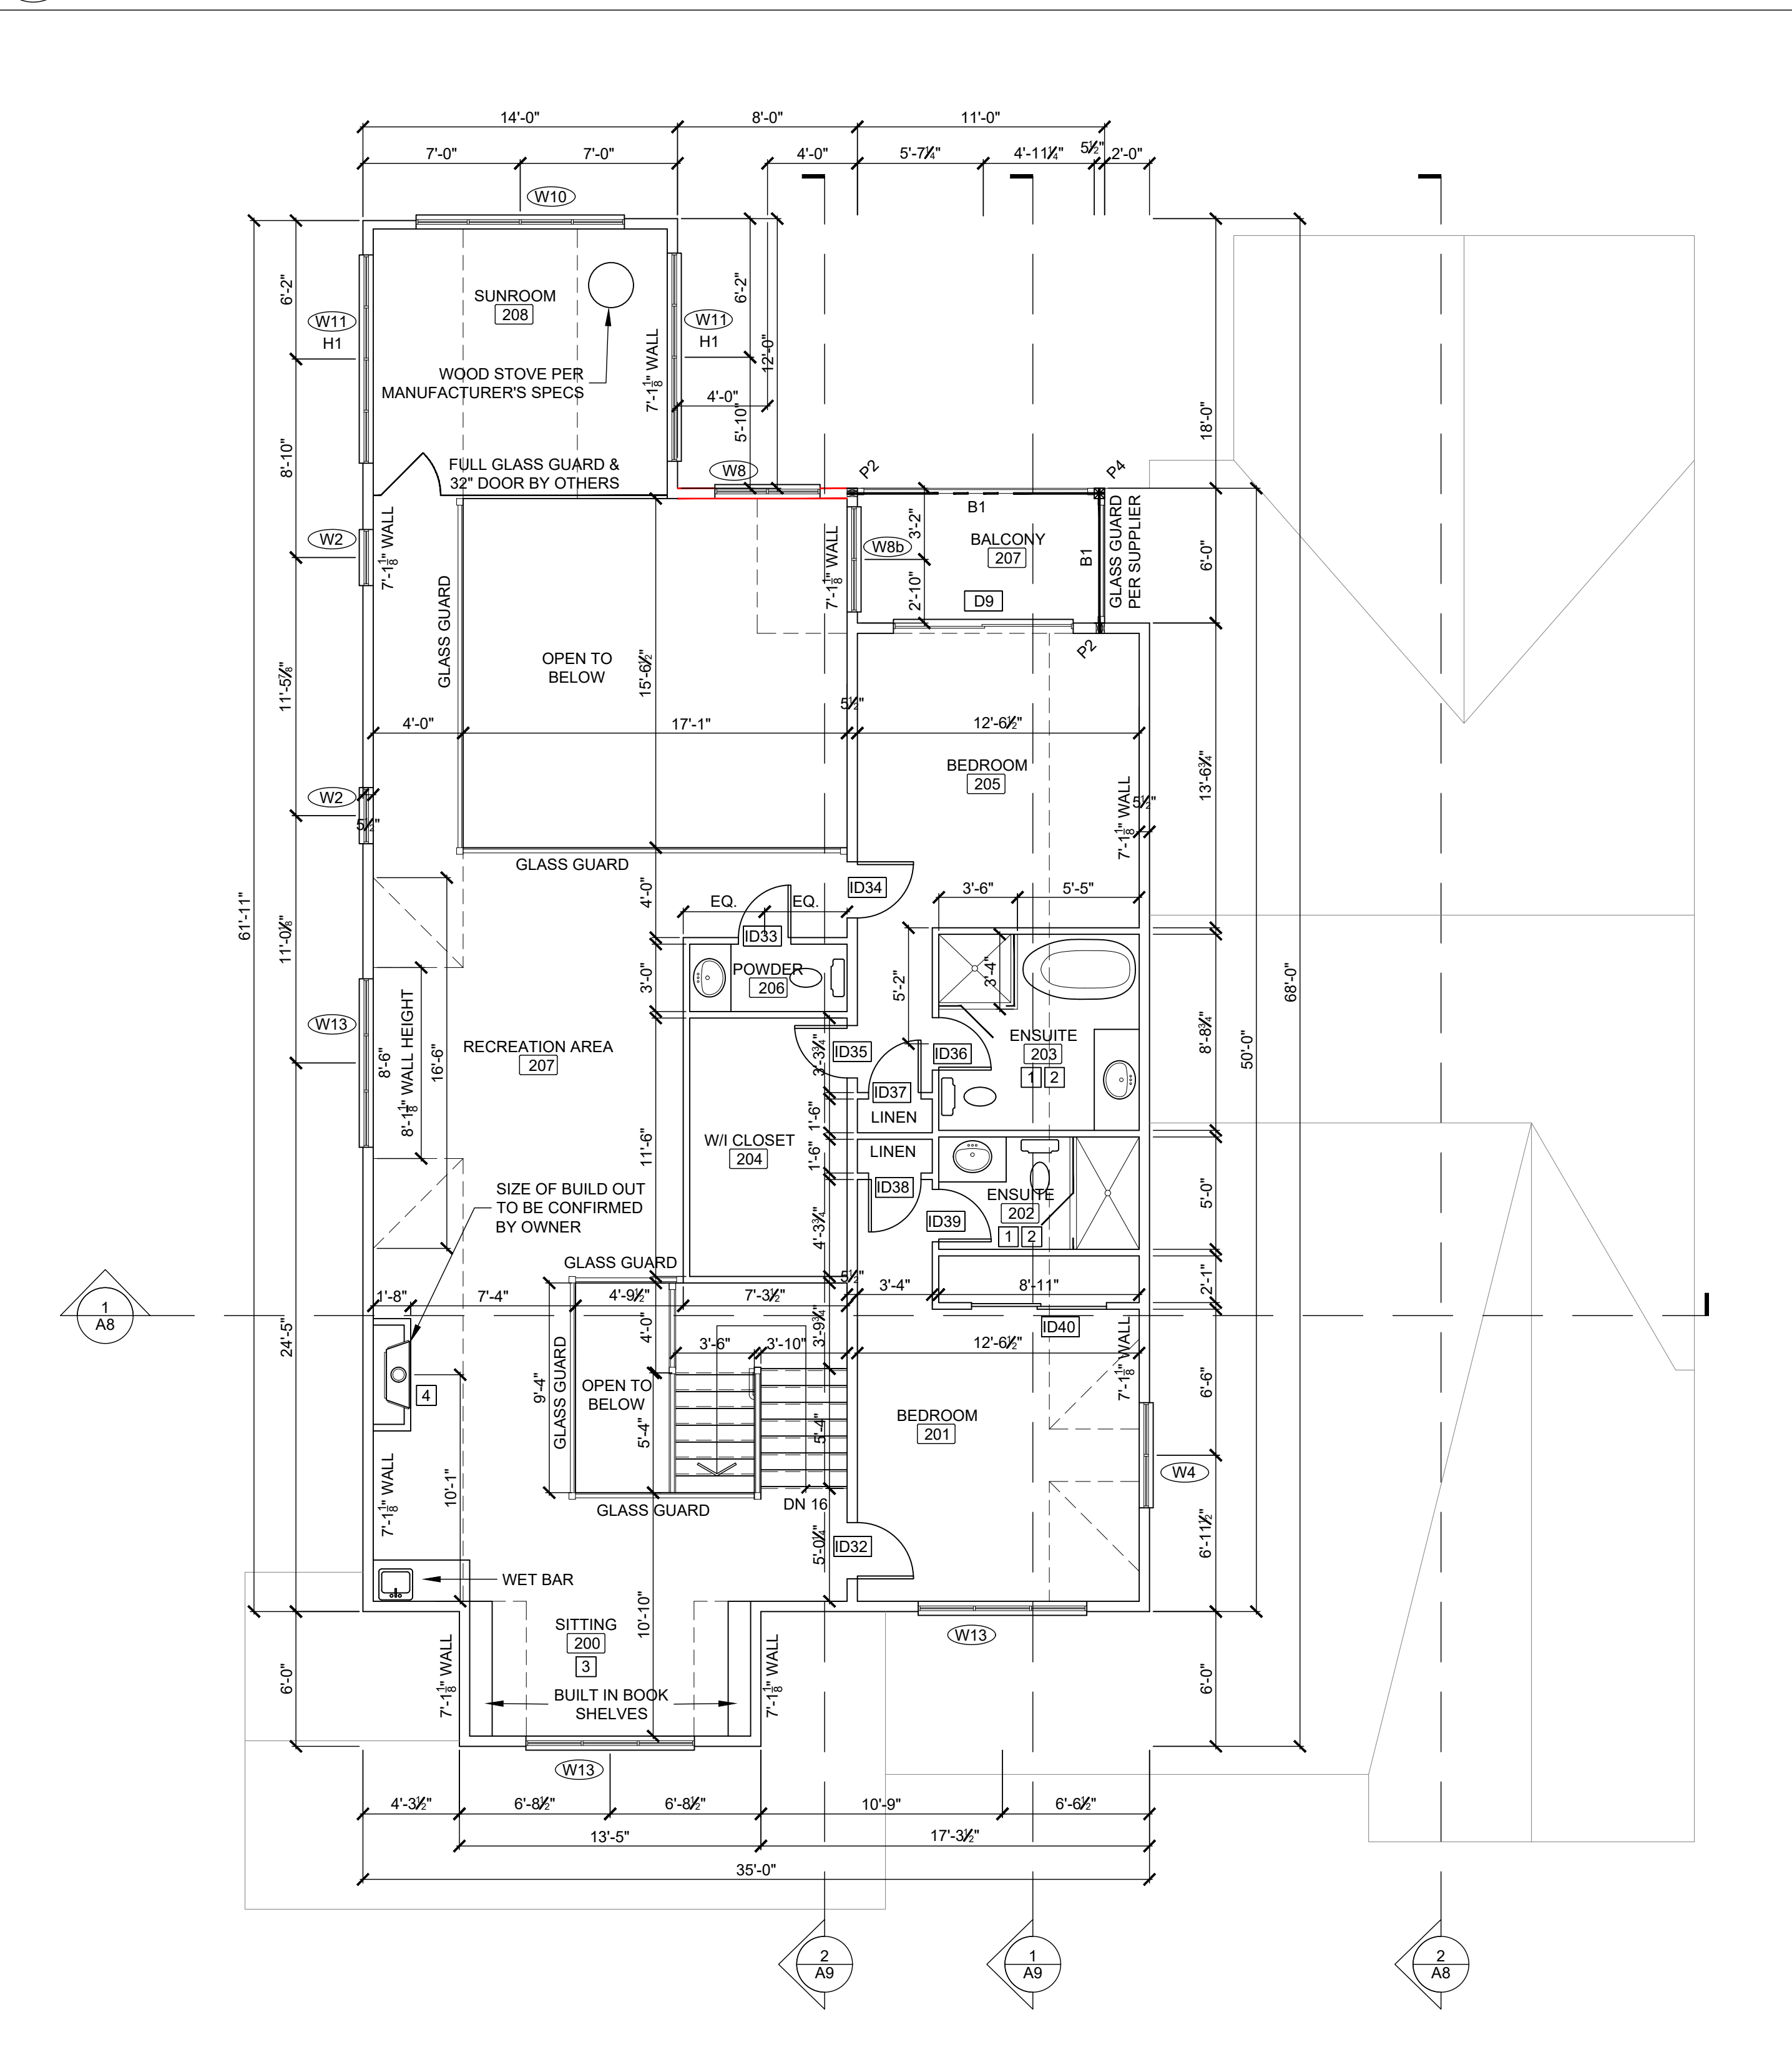 14'-0"
8'-0"
11'-0"
7'-0"
7'-0"
4'-0"
5'-7¼"
4'-11¼"
5½"
2'-0"
W10
SUNROOM
208
6'-2"
W11
H1
W11
H1
6'-2"
12'-0"
WOOD STOVE PER
MANUFACTURER'S SPECS
7'-1⅛" WALL
4'-0"
5'-10"
18'-0"
8'-10"
FULL GLASS GUARD &
32" DOOR BY OTHERS
W8
P2
P4
B1
W2
7'-1⅛" WALL
GLASS GUARD
7'-1⅛" WALL
W8b
3'-2"
2'-10"
BALCONY
207
D9
B1
GLASS GUARD
PER SUPPLIER
6'-0"
P2
OPEN TO
BELOW
15'-6½"
11'-5⅞"
5½"
4'-0"
17'-1"
12'-6½"
BEDROOM
205
13'-6¾"
7'-1⅛" WALL
5½"
W2
5½"
GLASS GUARD
61'-11"
4'-0"
EQ.
EQ.
ID34
3'-6"
5'-5"
11'-0⅛"
ID33
POWDER
206
3'-0"
5'-2"
3'-4"
68'-0"
W13
8'-6"
8'-1⅛" WALL HEIGHT
16'-6"
RECREATION AREA
207
3'-3¾"
ID35
ID36
ENSUITE
203
1
2
8'-8¾"
50'-0"
ID37
LINEN
1'-6"
11'-6"
W/I CLOSET
204
1'-6"
LINEN
ID38
ENSUITE
202
1
2
5'-0"
SIZE OF BUILD OUT
TO BE CONFIRMED
BY OWNER
4'-3¾"
ID39
GLASS GUARD
5½"
1'-8"
7'-4"
4'-9½"
7'-3½"
3'-4"
8'-11"
2'-1"
1
A8
24'-5"
4'-0"
3'-9¾"
ID40
3'-6"
3'-10"
12'-6½"
7'-1⅛" WALL
6'-6"
4
9'-4"
GLASS GUARD
OPEN TO
BELOW
5'-4"
5'-4"
BEDROOM
201
W4
7'-1⅛" WALL
10'-1"
GLASS GUARD
DN 16
5'-0¼"
ID32
6'-11½"
WET BAR
10'-10"
SITTING
200
3
W13
6'-0"
7'-1⅛" WALL
BUILT IN BOOK
SHELVES
7'-1⅛" WALL
6'-0"
W13
4'-3½"
6'-8½"
6'-8½"
10'-9"
6'-6½"
13'-5"
17'-3½"
35'-0"
2
A9
1
A9
2
A8